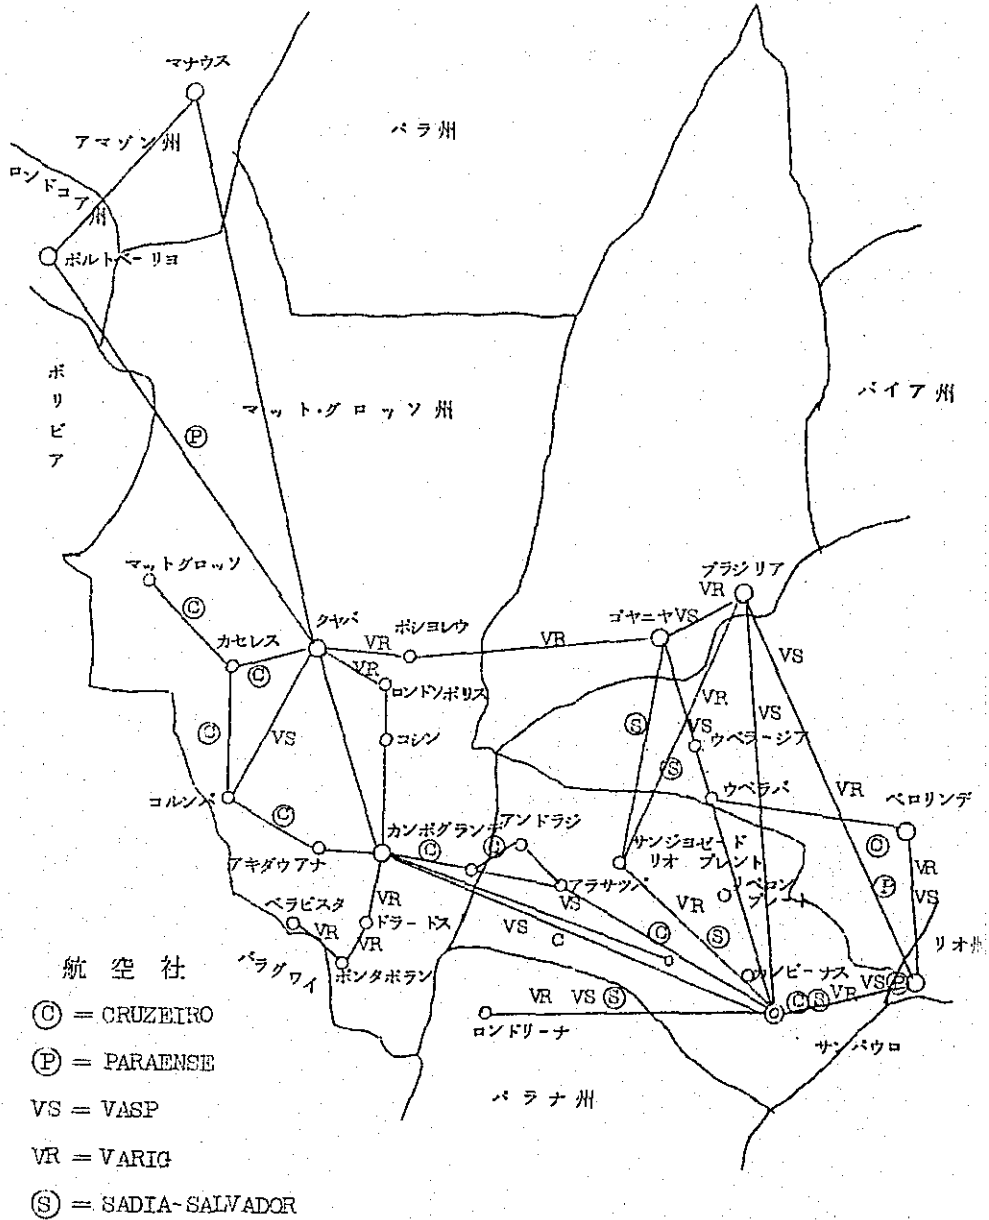 マナウス
アマゾン州
パラ州
ロンドコア州
ポルトベーリヨ
ボリビア
マット・グロッソ州
バイア州
Ⓟ
マットグロッソ
ブラジリア
VR
Ⓒ
クヤバ
ポショレウ
ゴヤニヤ
VS
カセレス
VR
VR
VS
Ⓒ
VR
ロンドンポリス
VR
VS
Ⓒ
VS
コシン
Ⓢ
VS
ウベラージア
Ⓢ
VR
ウベラバ
ベロリンデ
コルンバ
Ⓒ
カンポグランデ
アンドラジ
サンジョゼード
リオ プレント
Ⓒ
アキダウアナ
Ⓒ
VR
アラサツバ
Ⓟ
VS
VR
VS
VR
リベロンプレート
ベラビスタ
VR
ドラードス
VR
VS
C
Ⓒ
Ⓢ
リオ州
パラグワイ
ポンタポラン
カンピーナス
VS Ⓟ
航空社
VR VS Ⓢ
Ⓒ Ⓢ VR
Ⓒ = CRUZEIRO
ロンドリーナ
サンパウロ
Ⓟ = PARAENSE
パラナ州
VS = VASP
VR = VARIG
Ⓢ = SADIA-SALVADOR